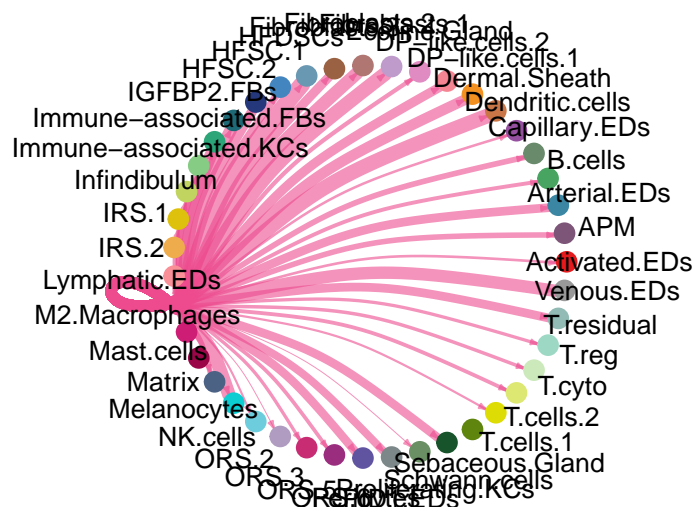 HFDSCs
HFSC.1
DP−like.cells.2
HFSC.2
DP−like.cells.1
Dermal.Sheath
IGFBP2.FBs
Dendritic.cells
Immune−associated.FBs
Capillary.EDs
Immune−associated.KCs
B.cells
Infindibulum
Arterial.EDs
IRS.1
APM
IRS.2
Activated.EDs
Lymphatic.EDs
Venous.EDs
M2.Macrophages
T.residual
Mast.cells
T.reg
Matrix
T.cyto
Melanocytes
T.cells.2
NK.cells
T.cells.1
ORS.2
Sebaceous.Gland
ORS.3
Schwann.cells
Proliferating.KCs